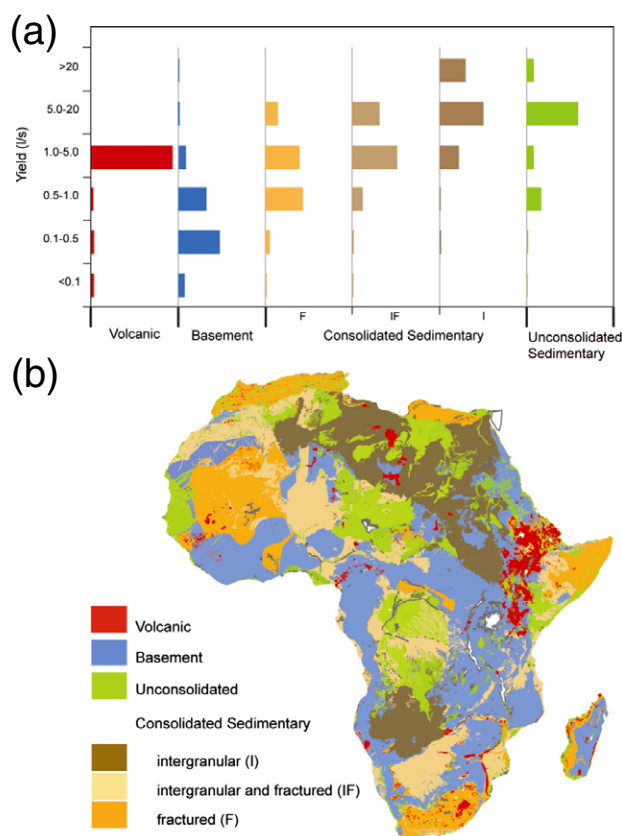 (a)
Yield (l/s)
>20
5.0-20
1.0-5.0
0.5-1.0
0.1-0.5
<0.1
F
IF
I
Volcanic
Basement
Consolidated Sedimentary
Unconsolidated
Sedimentary
(b)
Volcanic
Basement
Unconsolidated
Consolidated Sedimentary
intergranular (I)
intergranular and fractured (IF)
fractured (F)